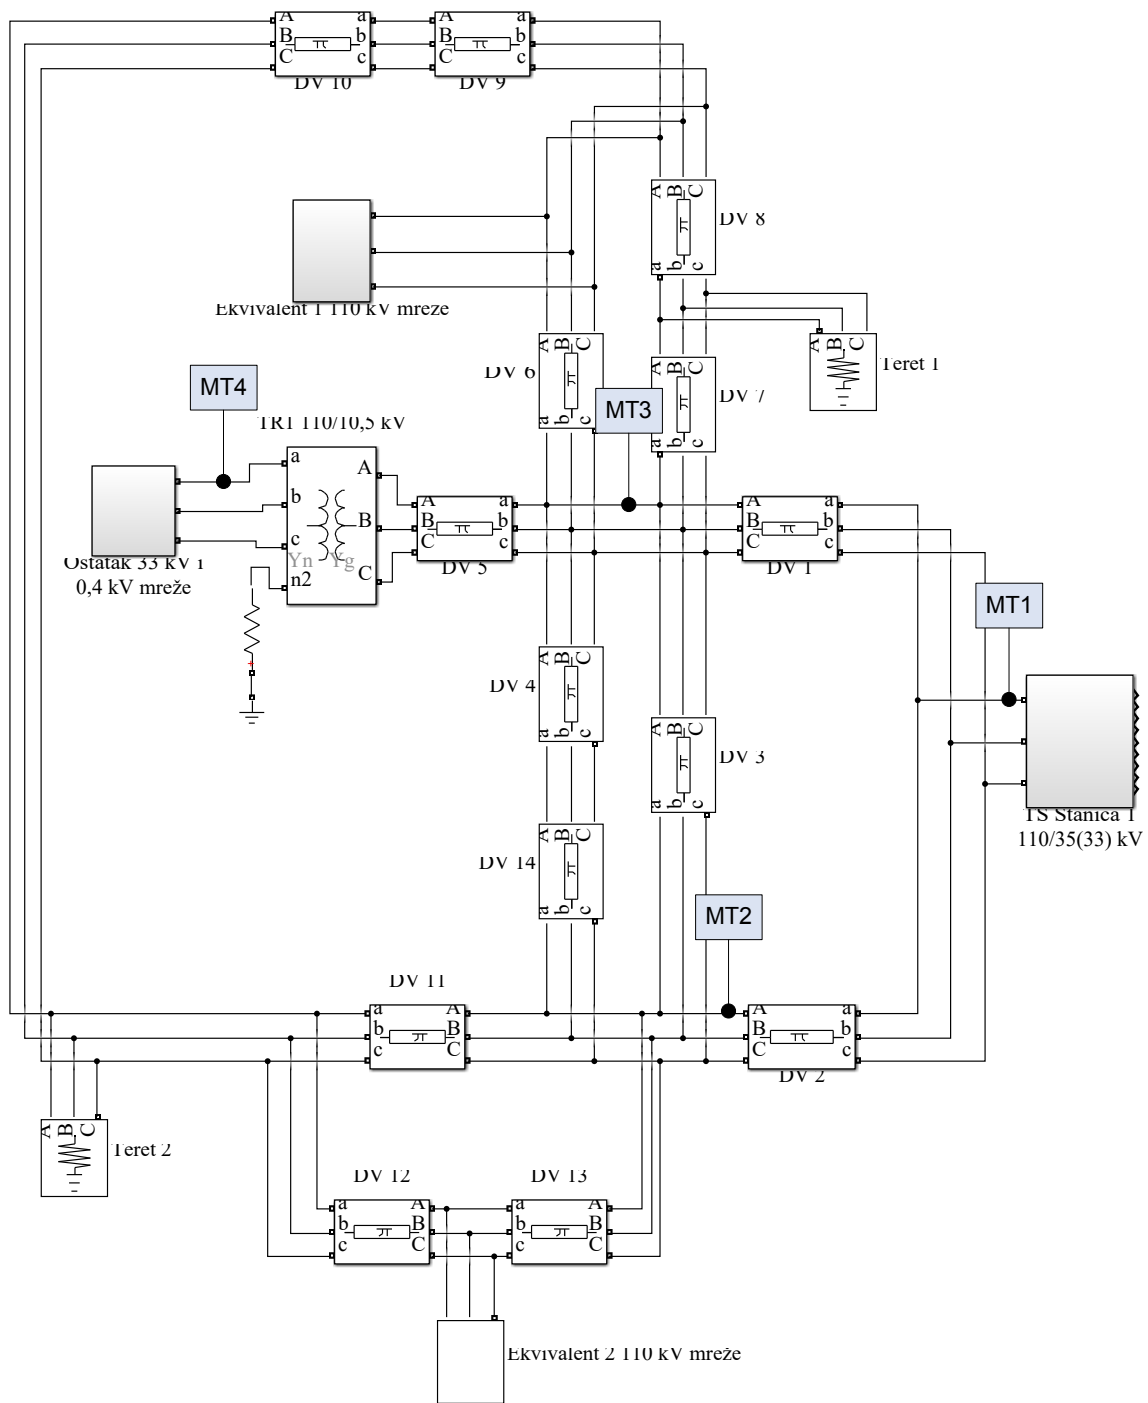 A a A a
B b B b
C c C c
DV 10 DV 9
A B C
DV 8
a b c
Ekvivalent 1 110 kV mreže
A B C
Teret 1
A B C
DV 6
a b c
A B C
DV 7
a b c
MT4
MT3
TR1 110/10,5 kV
a A
b B
c C
n2
Yn Yg
Ostatak 33 kV i
0,4 kV mreže
A a
B b
C c
DV 5
A a
B b
C c
DV 1
MT1
A B C
DV 4
a b c
A B C
DV 3
a b c
TS Stanica 1
110/35(33) kV
A B C
DV 14
a b c
MT2
DV 11
a A
b B
c C
A a
B b
C c
DV 2
A B C
Teret 2
DV 12 DV 13
a A a A
b B b B
c C c C
Ekvivalent 2 110 kV mreže